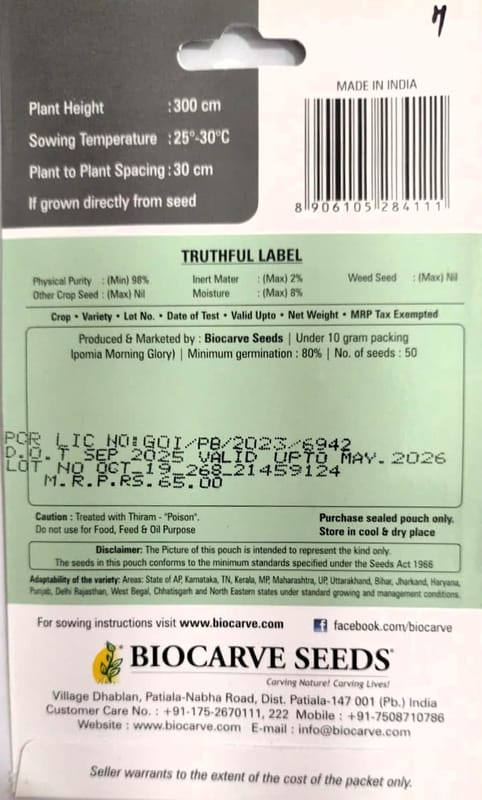 M
MADE IN INDIA
Plant Height : 300 cm
Sowing Temperature : 25°-30°C
Plant to Plant Spacing : 30 cm
If grown directly from seed
8 906105 284111
TRUTHFUL LABEL
Physical Purity : (Min) 98% Inert Mater : (Max) 2% Weed Seed : (Max) Nil
Other Crop Seed : (Max) Nil Moisture : (Max) 8%
Crop • Variety • Lot No. • Date of Test • Valid Upto • Net Weight • MRP Tax Exempted
Produced & Marketed by : Biocarve Seeds | Under 10 gram packing
Ipomia Morning Glory) | Minimum germination : 80% | No. of seeds : 50
PCR LIC NO:GOI/PB/2023/6942
D.O.T SEP 2025 VALID UPTO MAY.2026
LOT NO OCT_19_268_21459124
M.R.P.RS.65.00
Caution : Treated with Thiram - "Poison".
Do not use for Food, Feed & Oil Purpose
Purchase sealed pouch only.
Store in cool & dry place
Disclaimer: The Picture of this pouch is intended to represent the kind only.
The seeds in this pouch conforms to the minimum standards specified under the Seeds Act 1966
Adaptability of the variety: Areas: State of AP, Karnataka, TN, Kerala, MP, Maharashtra, UP, Uttarakhand, Bihar, Jharkand, Haryana,
Punjab, Delhi Rajasthan, West Begal, Chhatisgarh and North Eastern states under standard growing and management conditions.
For sowing instructions visit www.biocarve.com facebook.com/biocarve
BIOCARVE SEEDS®
Carving Nature! Carving Lives!
Village Dhablan, Patiala-Nabha Road, Dist. Patiala-147 001 (Pb.) India
Customer Care No. : +91-175-2670111, 222 Mobile : +91-7508710786
Website : www.biocarve.com E-mail : info@biocarve.com
Seller warrants to the extent of the cost of the packet only.